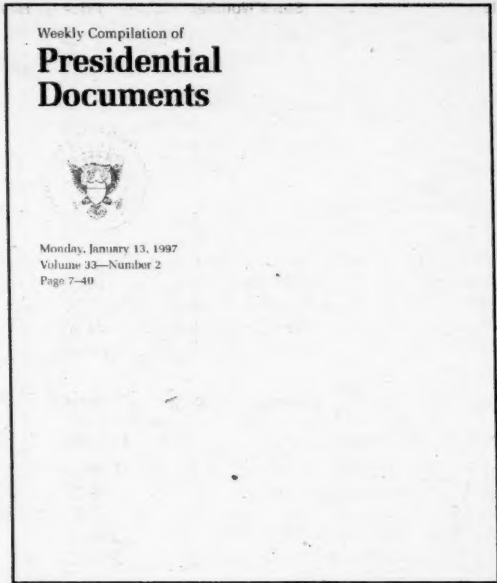 Weekly Compilation of
Presidential
Documents
Monday, January 13, 1997
Volume 33—Number 2
Page 7–40